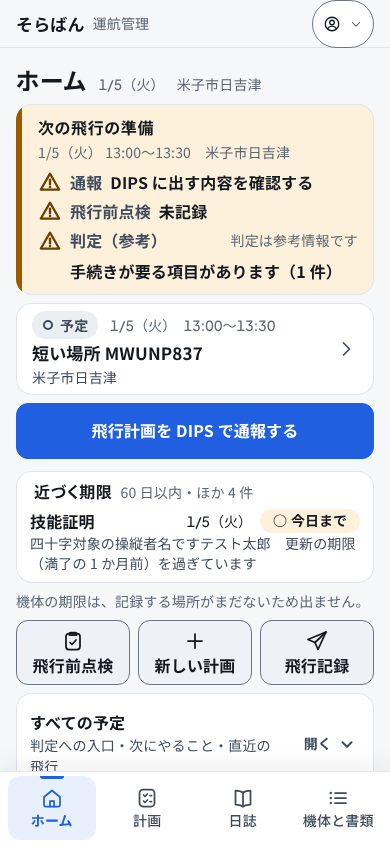 そらばん 運航管理
ホーム 1/5（火） 米子市日吉津
次の飛行の準備
1/5（火） 13:00〜13:30 米子市日吉津
通報 DIPS に出す内容を確認する
飛行前点検 未記録
判定（参考） 判定は参考情報です
手続きが要る項目があります（1 件）
予定 1/5（火） 13:00〜13:30
短い場所 MWUNP837
米子市日吉津
飛行計画を DIPS で通報する
近づく期限 60 日以内・ほか 4 件
技能証明 1/5（火） 今日まで
四十字対象の操縦者名ですテスト太郎 更新の期限
（満了の 1 か月前）を過ぎています
機体の期限は、記録する場所がまだないため出ません。
飛行前点検 新しい計画 飛行記録
すべての予定
判定への入口・次にやること・直近の 開く
飛行
ホーム 計画 日誌 機体と書類